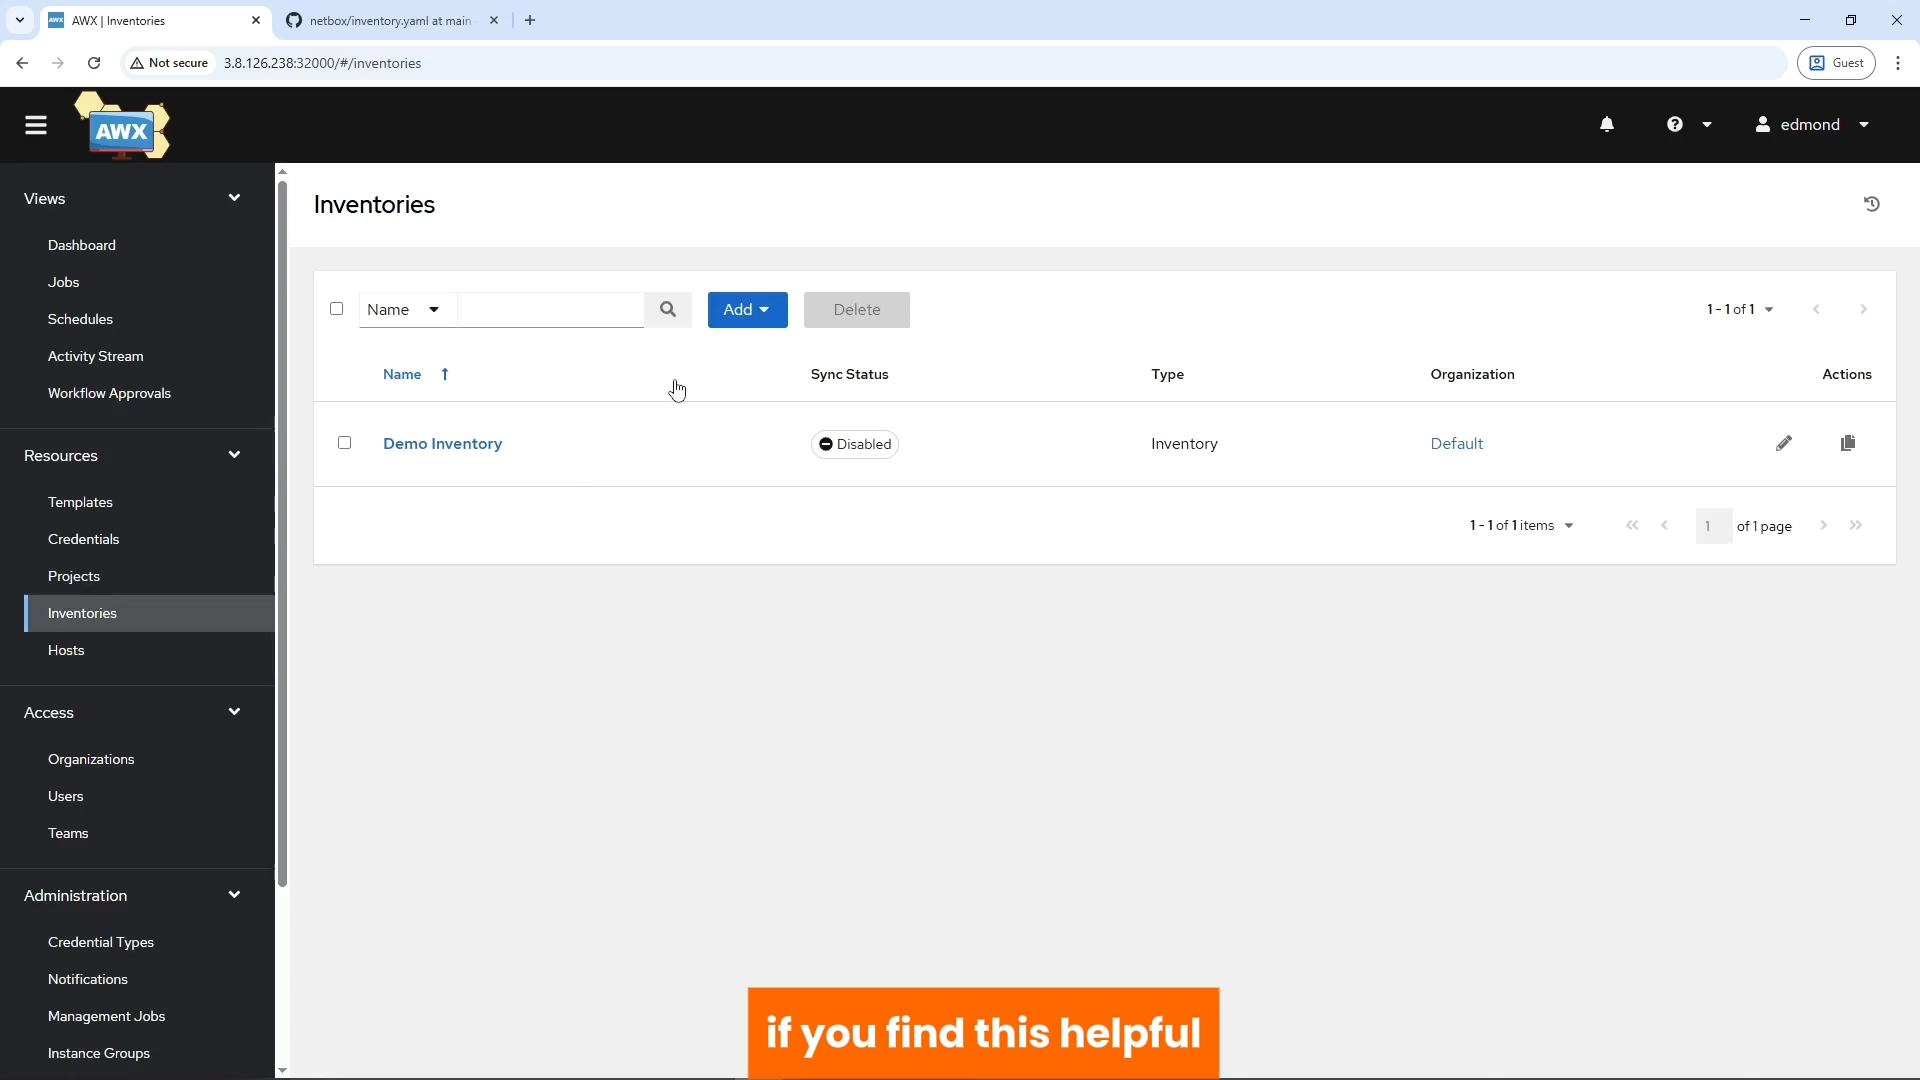 AWX | Inventories
netbox/inventory.yaml at main
Not secure
3.8.126.238:32000/#/inventories
Guest
AWX
edmond
Views
Dashboard
Jobs
Schedules
Activity Stream
Workflow Approvals
Resources
Templates
Credentials
Projects
Inventories
Hosts
Access
Organizations
Users
Teams
Administration
Credential Types
Notifications
Management Jobs
Instance Groups
Inventories
Name
Add
Delete
1 - 1 of 1
Name
Sync Status
Type
Organization
Actions
Demo Inventory
Disabled
Inventory
Default
1 - 1 of 1 items
1
of 1 page
if you find this helpful